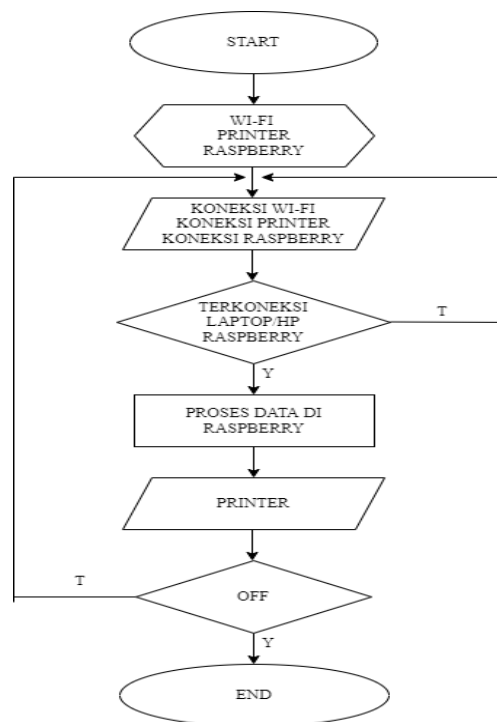 START
WI-FI
PRINTER
RASPBERRY
KONEKSI WI-FI
KONEKSI PRINTER
KONEKSI RASPBERRY
TERKONEKSI
LAPTOP/HP
RASPBERRY
T
Y
PROSES DATA DI
RASPBERRY
PRINTER
T
OFF
Y
END